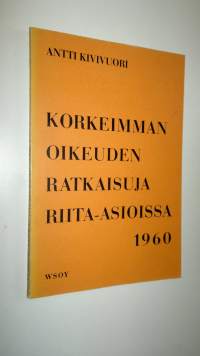 ANTTI KIVIVUORI
KORKEIMMAN
OIKEUDEN
RATKAISUJA
RIITA-ASIOISSA
1960
WSOY